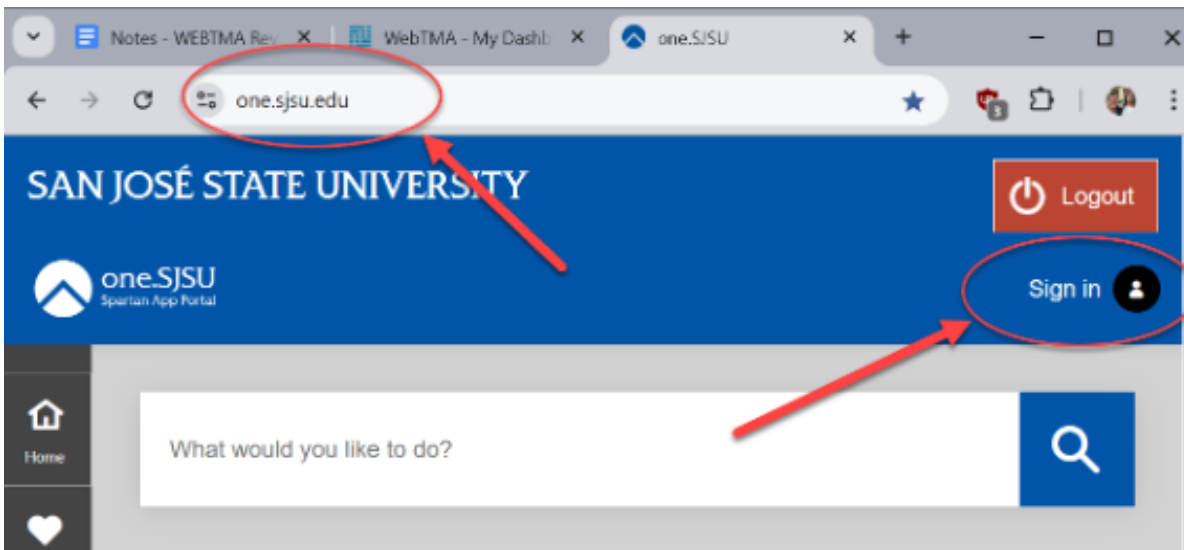 Notes - WEBTMA Rev
WebTMA - My Dashb
one.SJSU
one.sjsu.edu
3
SAN JOSÉ STATE UNIVERSITY
Logout
one.SJSU
Spartan App Portal
Sign in
Home
What would you like to do?